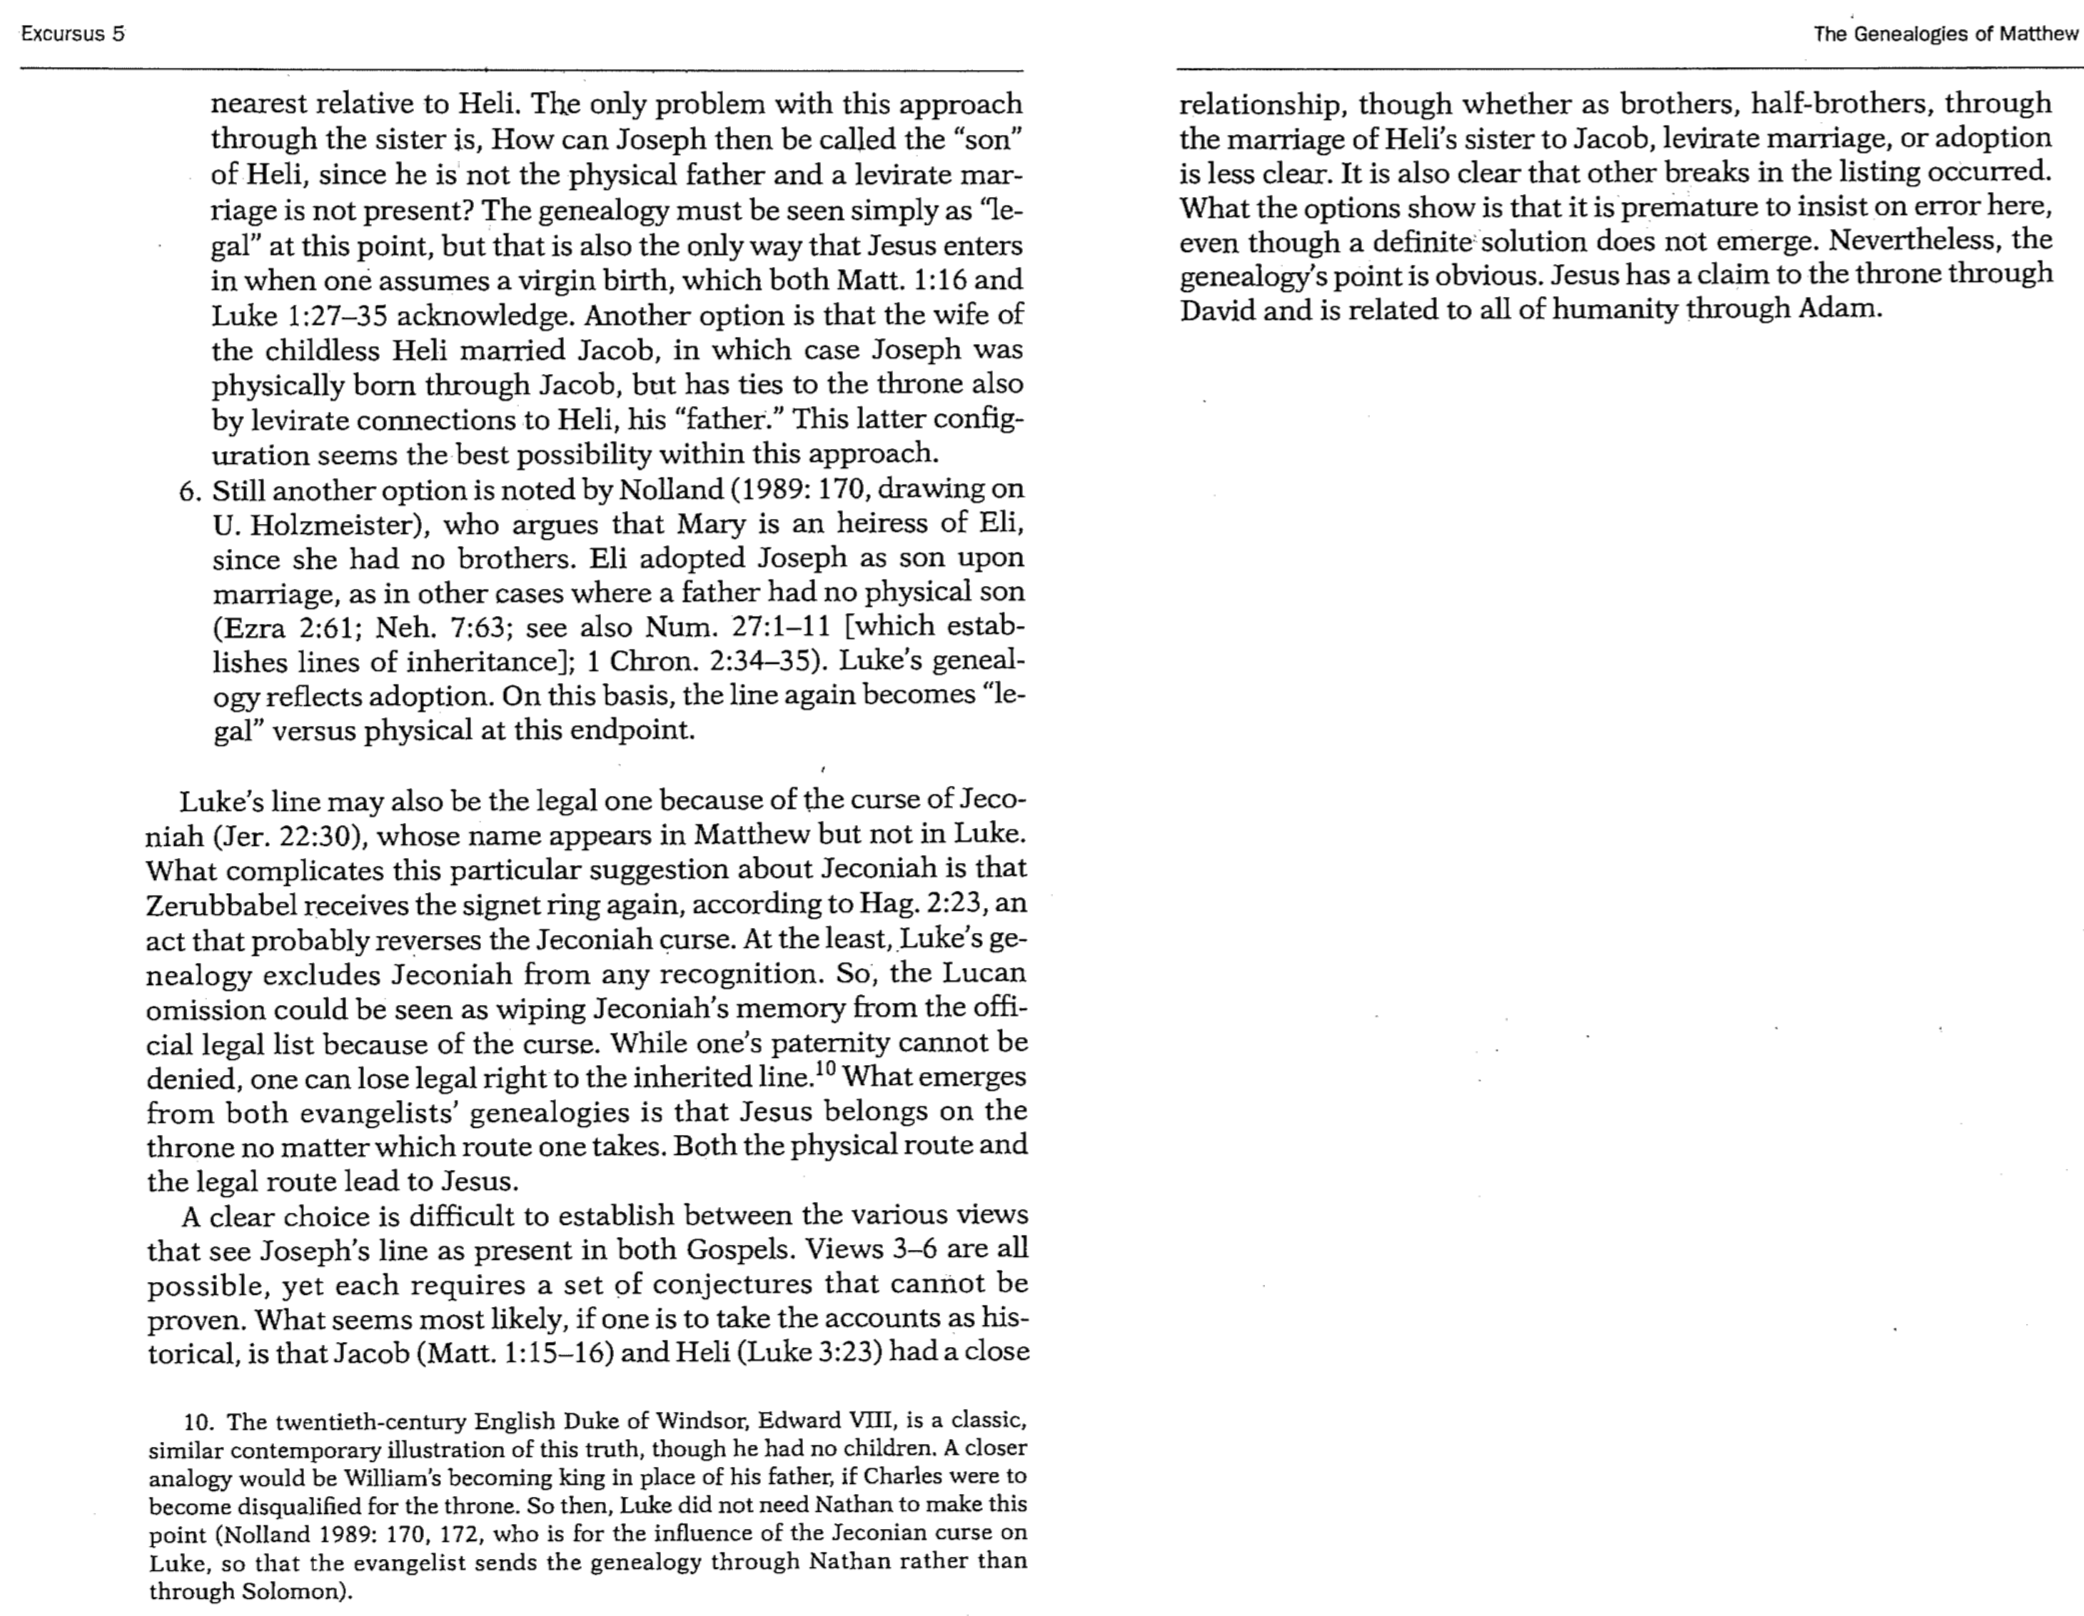 Excursus 5
nearest relative to Heli. The only problem with this approach
through the sister is, How can Joseph then be called the “son”
of Heli, since he is not the physical father and a levirate mar-
riage is not present? The genealogy must be seen simply as “le-
gal” at this point, but that is also the only way that Jesus enters
in when one assumes a virgin birth, which both Matt. 1:16 and
Luke 1:27–35 acknowledge. Another option is that the wife of
the childless Heli married Jacob, in which case Joseph was
physically born through Jacob, but has ties to the throne also
by levirate connections to Heli, his “father.” This latter config-
uration seems the best possibility within this approach.
6. Still another option is noted by Nolland (1989: 170, drawing on
U. Holzmeister), who argues that Mary is an heiress of Eli,
since she had no brothers. Eli adopted Joseph as son upon
marriage, as in other cases where a father had no physical son
(Ezra 2:61; Neh. 7:63; see also Num. 27:1–11 [which estab-
lishes lines of inheritance]; 1 Chron. 2:34–35). Luke’s geneal-
ogy reflects adoption. On this basis, the line again becomes “le-
gal” versus physical at this endpoint.
Luke’s line may also be the legal one because of the curse of Jeco-
niah (Jer. 22:30), whose name appears in Matthew but not in Luke.
What complicates this particular suggestion about Jeconiah is that
Zerubbabel receives the signet ring again, according to Hag. 2:23, an
act that probably reverses the Jeconiah curse. At the least, Luke’s ge-
nealogy excludes Jeconiah from any recognition. So, the Lucan
omission could be seen as wiping Jeconiah’s memory from the offi-
cial legal list because of the curse. While one’s paternity cannot be
denied, one can lose legal right to the inherited line.10 What emerges
from both evangelists’ genealogies is that Jesus belongs on the
throne no matter which route one takes. Both the physical route and
the legal route lead to Jesus.
A clear choice is difficult to establish between the various views
that see Joseph’s line as present in both Gospels. Views 3–6 are all
possible, yet each requires a set of conjectures that cannot be
proven. What seems most likely, if one is to take the accounts as his-
torical, is that Jacob (Matt. 1:15–16) and Heli (Luke 3:23) had a close
10. The twentieth-century English Duke of Windsor, Edward VIII, is a classic,
similar contemporary illustration of this truth, though he had no children. A closer
analogy would be William’s becoming king in place of his father, if Charles were to
become disqualified for the throne. So then, Luke did not need Nathan to make this
point (Nolland 1989: 170, 172, who is for the influence of the Jeconian curse on
Luke, so that the evangelist sends the genealogy through Nathan rather than
through Solomon).
The Genealogies of Matthew
relationship, though whether as brothers, half-brothers, through
the marriage of Heli’s sister to Jacob, levirate marriage, or adoption
is less clear. It is also clear that other breaks in the listing occurred.
What the options show is that it is premature to insist on error here,
even though a definite solution does not emerge. Nevertheless, the
genealogy’s point is obvious. Jesus has a claim to the throne through
David and is related to all of humanity through Adam.